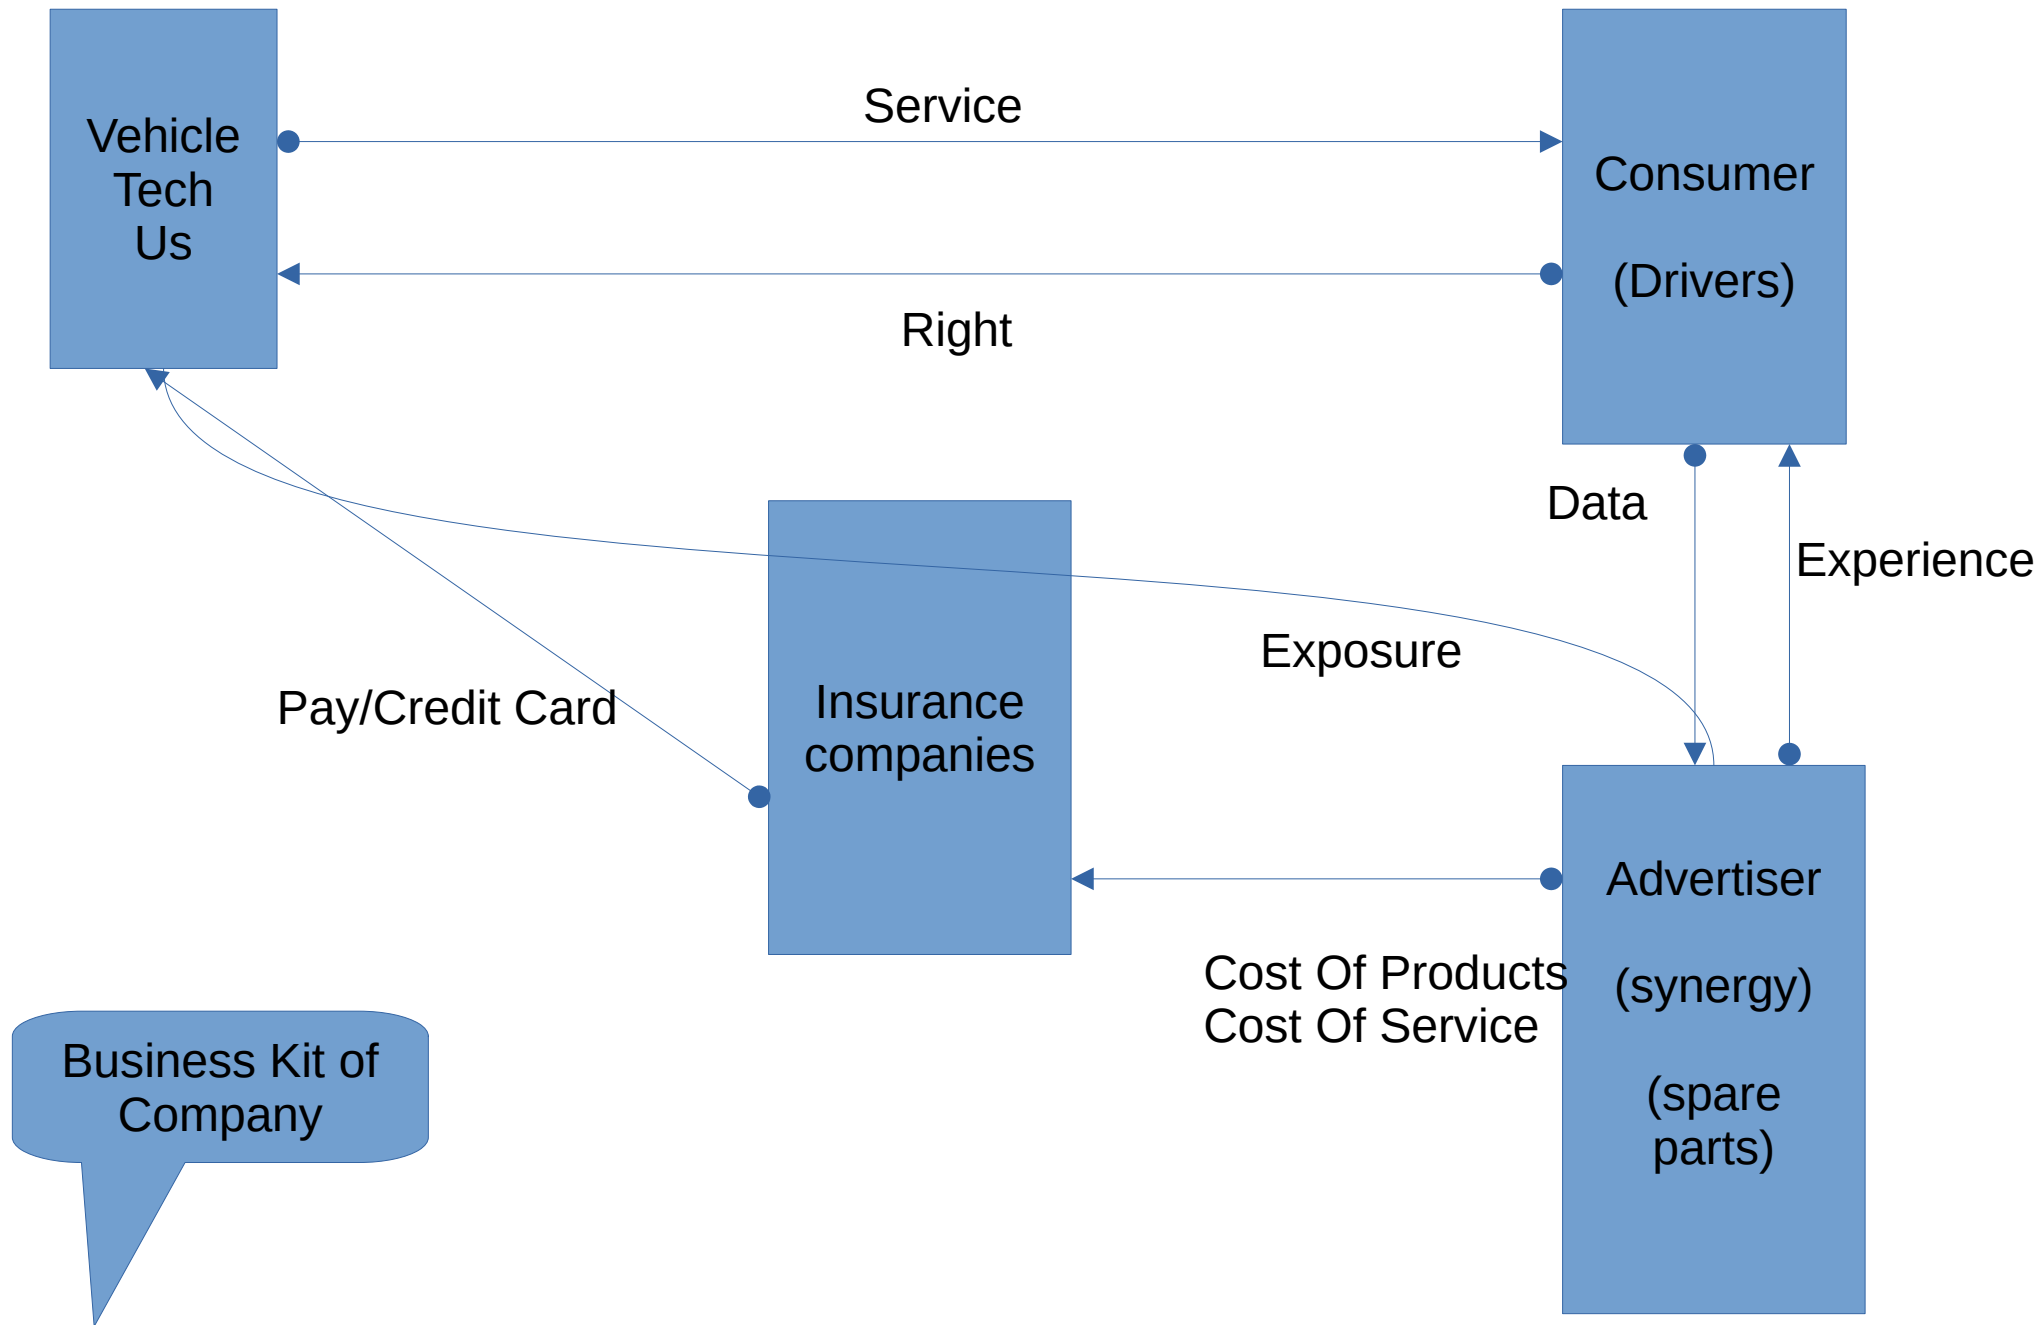 Vehicle
Tech
Us
Service
Consumer
(Drivers)
Right
Data
Experience
Exposure
Pay/Credit Card
Insurance
companies
Advertiser
(synergy)
(spare
parts)
Cost Of Products
Cost Of Service
Business Kit of
Company